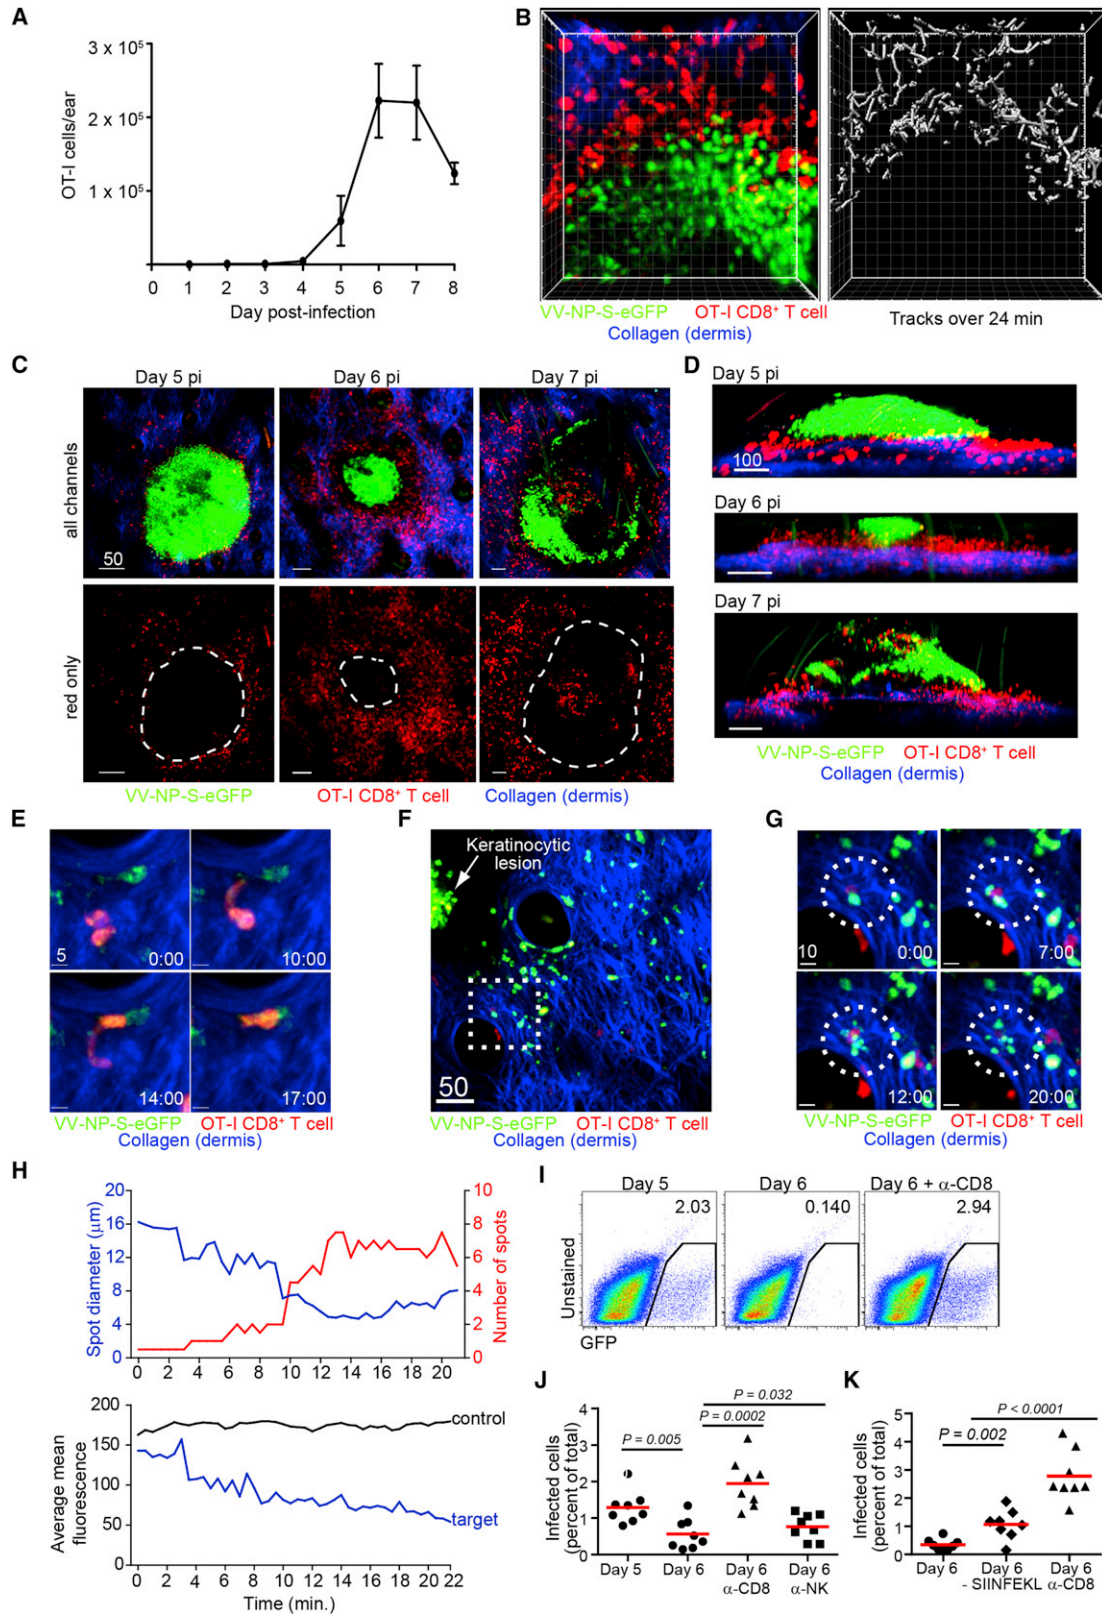 A
3 x 10⁵
2 x 10⁵
1 x 10⁵
OT-I cells/ear
0 1 2 3 4 5 6 7 8
Day post-infection
B
VV-NP-S-eGFP OT-I CD8⁺ T cell
Collagen (dermis)
Tracks over 24 min
C
Day 5 pi Day 6 pi Day 7 pi
all channels
50
red only
VV-NP-S-eGFP OT-I CD8⁺ T cell Collagen (dermis)
D
Day 5 pi
100
Day 6 pi
Day 7 pi
VV-NP-S-eGFP OT-I CD8⁺ T cell
Collagen (dermis)
E
5 0:00 10:00
14:00 17:00
VV-NP-S-eGFP OT-I CD8⁺ T cell
Collagen (dermis)
F
Keratinocytic
lesion
50
VV-NP-S-eGFP OT-I CD8⁺ T cell
Collagen (dermis)
G
10 0:00 7:00
12:00 20:00
VV-NP-S-eGFP OT-I CD8⁺ T cell
Collagen (dermis)
H
Spot diameter (μm)
20
16
12
8
4
0
Number of spots
10
8
6
4
2
0
0 2 4 6 8 10 12 14 16 18 20
Average mean
fluorescence
200
150
100
50
0
control
target
0 2 4 6 8 10 12 14 16 18 20 22
Time (min.)
I
Day 5 Day 6 Day 6 + α-CD8
2.03 0.140 2.94
Unstained
GFP
J
P = 0.032
P = 0.0002
P = 0.005
Infected cells
(percent of total)
4
3
2
1
0
Day 5 Day 6 Day 6 Day 6
α-CD8 α-NK
K
P < 0.0001
P = 0.002
Infected cells
(percent of total)
5
4
3
2
1
0
Day 6 Day 6 Day 6
- SIINFEKL α-CD8